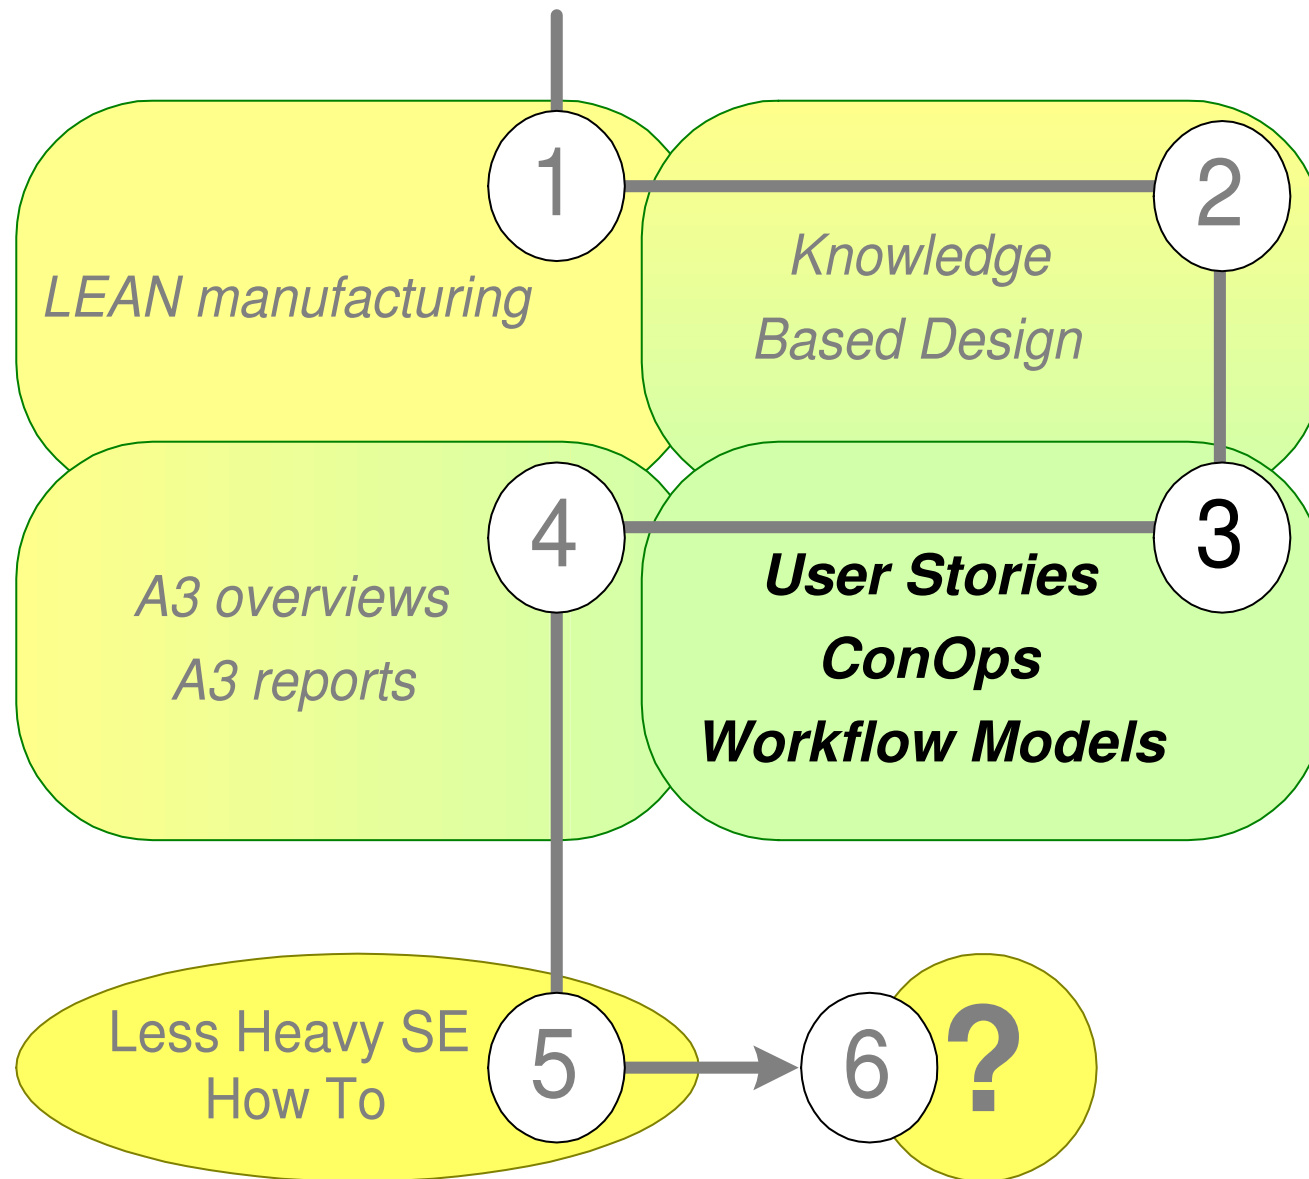 1
LEAN manufacturing
2
Knowledge
Based Design
3
User Stories
ConOps
Workflow Models
4
A3 overviews
A3 reports
5
Less Heavy SE
How To
6
?